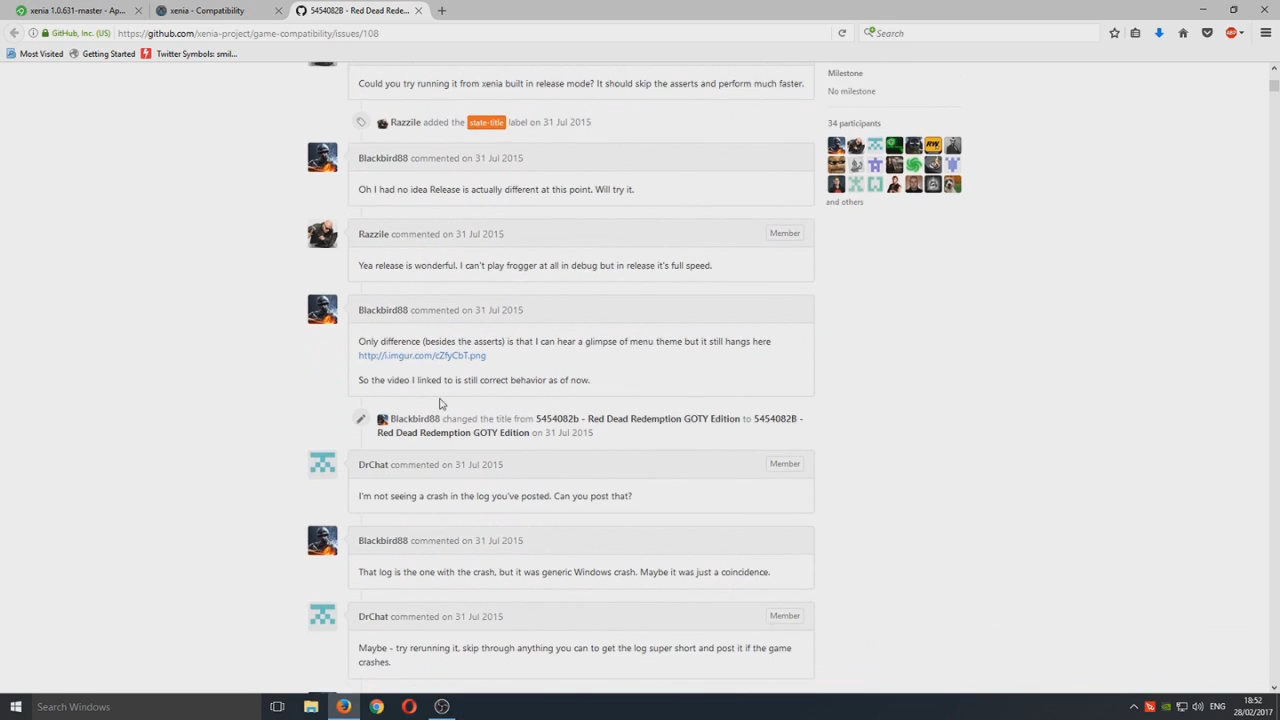 xenia 1.0.631-master - Ap...
xenia - Compatibility
5454082B - Red Dead Rede...
GitHub, Inc. (US)
https://github.com/xenia-project/game-compatibility/issues/108
Search
Most Visited
Getting Started
Twitter Symbols: smil...
Could you try running it from xenia built in release mode? It should skip the asserts and perform much faster.
Milestone
No milestone
34 participants
and others
Razzile added the state-title label on 31 Jul 2015
Blackbird88 commented on 31 Jul 2015
Oh I had no idea Release is actually different at this point. Will try it.
Razzile commented on 31 Jul 2015
Member
Yea release is wonderful. I can't play frogger at all in debug but in release it's full speed.
Blackbird88 commented on 31 Jul 2015
Only difference (besides the asserts) is that I can hear a glimpse of menu theme but it still hangs here
http://i.imgur.com/cZfyCbT.png
So the video I linked to is still correct behavior as of now.
Blackbird88 changed the title from 5454082b - Red Dead Redemption GOTY Edition to 5454082B -
Red Dead Redemption GOTY Edition on 31 Jul 2015
DrChat commented on 31 Jul 2015
Member
I'm not seeing a crash in the log you've posted. Can you post that?
Blackbird88 commented on 31 Jul 2015
That log is the one with the crash, but it was generic Windows crash. Maybe it was just a coincidence.
DrChat commented on 31 Jul 2015
Member
Maybe - try rerunning it, skip through anything you can to get the log super short and post it if the game
crashes.
Search Windows
ENG
18:52
28/02/2017